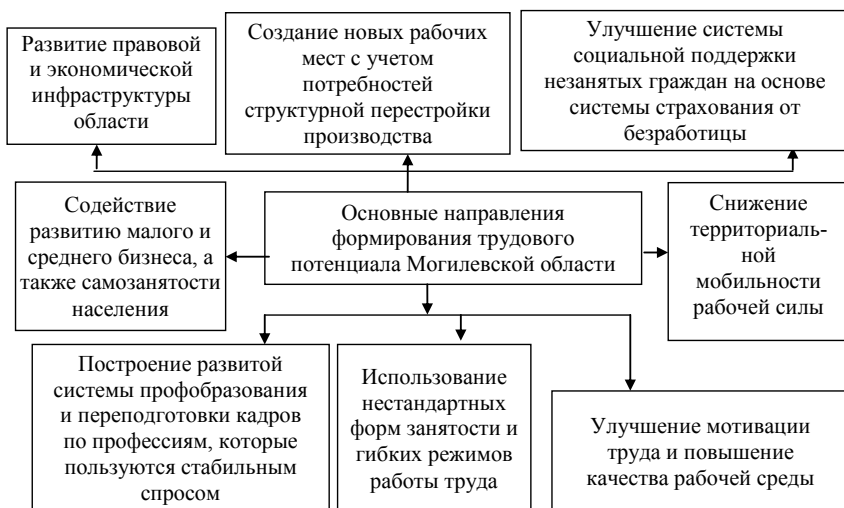 Развитие правовой
и экономической
инфраструктуры
области
Создание новых рабочих
мест с учетом
потребностей
структурной перестройки
производства
Улучшение системы
социальной поддержки
незанятых граждан на основе
системы страхования от
безработицы
Содействие
развитию малого и
среднего бизнеса, а
также самозанятости
населения
Основные направления
формирования трудового
потенциала Могилевской области
Снижение
территориаль-
ной
мобильности
рабочей силы
Построение развитой
системы профобразования
и переподготовки кадров
по профессиям, которые
пользуются стабильным
спросом
Использование
нестандартных
форм занятости и
гибких режимов
работы труда
Улучшение мотивации
труда и повышение
качества рабочей среды